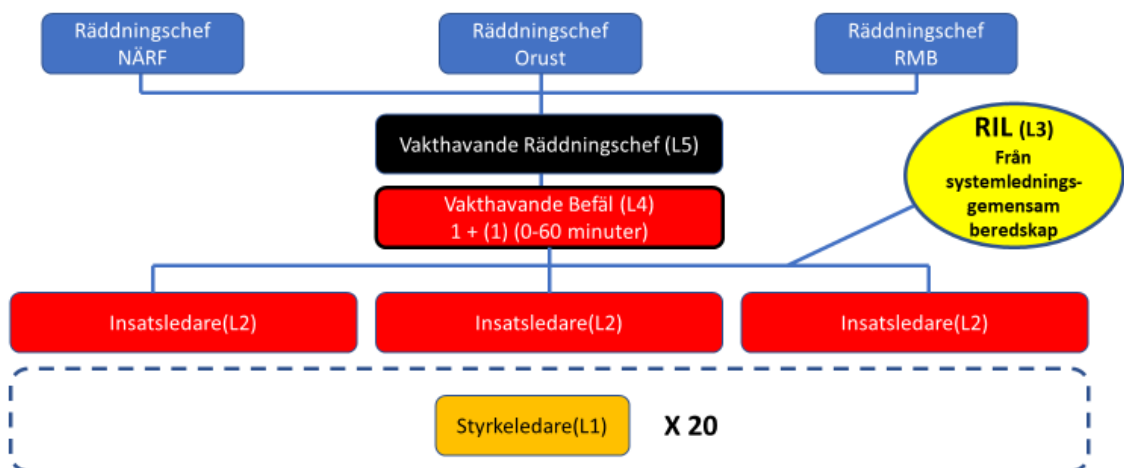 Räddningschef
NÄRF
Räddningschef
Orust
Räddningschef
RMB
Vakthavande Räddningschef (L5)
RIL (L3)
Från
systemlednings-
gemensam
beredskap
Vakthavande Befäl (L4)
1 + (1) (0-60 minuter)
Insatsledare(L2)
Insatsledare(L2)
Insatsledare(L2)
Styrkeledare(L1)
X 20